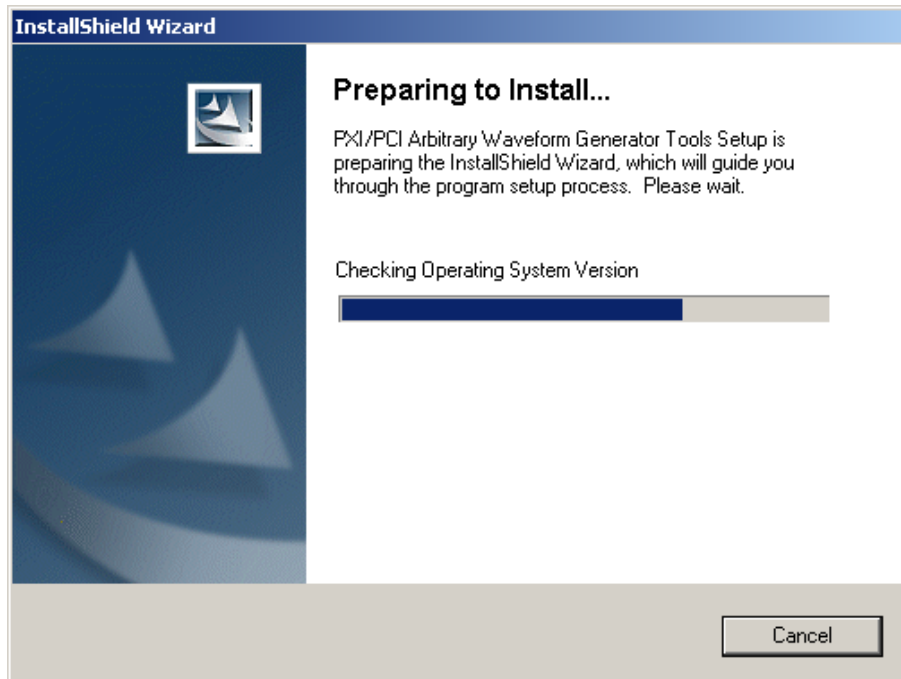 InstallShield Wizard
Preparing to Install...
PXI/PCI Arbitrary Waveform Generator Tools Setup is
preparing the InstallShield Wizard, which will guide you
through the program setup process.  Please wait.
Checking Operating System Version
Cancel